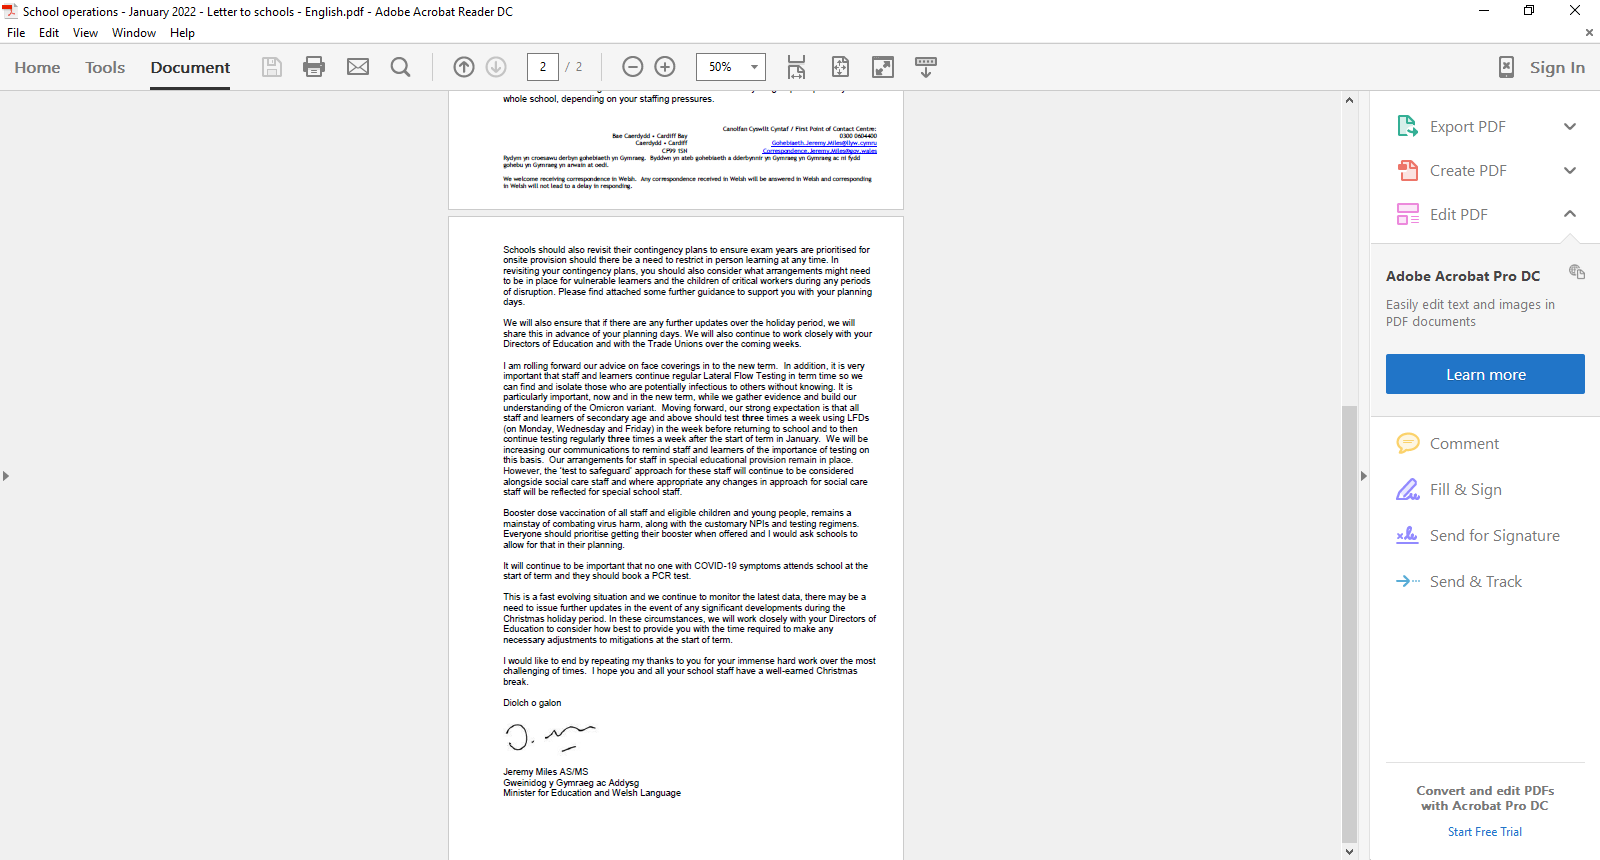 School operations - January 2022 - Letter to schools - English.pdf - Adobe Acrobat Reader DC
File Edit View Window Help
Home Tools Document 2 / 2 50% Sign In
whole school, depending on your staffing pressures.
Canolfan Cyswllt Cyntaf / First Point of Contact Centre:
Bae Caerdydd • Cardiff Bay 0300 0604400
Caerdydd • Cardiff Gohebiaeth.Jeremy.Miles@llyw.cymru
CF99 1SN Correspondence.Jeremy.Miles@gov.wales
Rydym yn croesawu derbyn gohebiaeth yn Gymraeg. Byddwn yn ateb gohebiaeth a dderbynnir yn Gymraeg yn Gymraeg ac ni fydd
gohebu yn Gymraeg yn arwain at oedi.
We welcome receiving correspondence in Welsh. Any correspondence received in Welsh will be answered in Welsh and corresponding
in Welsh will not lead to a delay in responding.
Schools should also revisit their contingency plans to ensure exam years are prioritised for
onsite provision should there be a need to restrict in person learning at any time. In
revisiting your contingency plans, you should also consider what arrangements might need
to be in place for vulnerable learners and the children of critical workers during any periods
of disruption. Please find attached some further guidance to support you with your planning
days.
We will also ensure that if there are any further updates over the holiday period, we will
share this in advance of your planning days. We will also continue to work closely with your
Directors of Education and with the Trade Unions over the coming weeks.
I am rolling forward our advice on face coverings in to the new term. In addition, it is very
important that staff and learners continue regular Lateral Flow Testing in term time so we
can find and isolate those who are potentially infectious to others without knowing. It is
particularly important, now and in the new term, while we gather evidence and build our
understanding of the Omicron variant. Moving forward, our strong expectation is that all
staff and learners of secondary age and above should test three times a week using LFDs
(on Monday, Wednesday and Friday) in the week before returning to school and to then
continue testing regularly three times a week after the start of term in January. We will be
increasing our communications to remind staff and learners of the importance of testing on
this basis. Our arrangements for staff in special educational provision remain in place.
However, the 'test to safeguard' approach for these staff will continue to be considered
alongside social care staff and where appropriate any changes in approach for social care
staff will be reflected for special school staff.
Booster dose vaccination of all staff and eligible children and young people, remains a
mainstay of combating virus harm, along with the customary NPIs and testing regimens.
Everyone should prioritise getting their booster when offered and I would ask schools to
allow for that in their planning.
It will continue to be important that no one with COVID-19 symptoms attends school at the
start of term and they should book a PCR test.
This is a fast evolving situation and we continue to monitor the latest data, there may be a
need to issue further updates in the event of any significant developments during the
Christmas holiday period. In these circumstances, we will work closely with your Directors of
Education to consider how best to provide you with the time required to make any
necessary adjustments to mitigations at the start of term.
I would like to end by repeating my thanks to you for your immense hard work over the most
challenging of times. I hope you and all your school staff have a well-earned Christmas
break.
Diolch o galon
Jeremy Miles AS/MS
Gweinidog y Gymraeg ac Addysg
Minister for Education and Welsh Language
Export PDF
Create PDF
Edit PDF
Adobe Acrobat Pro DC
Easily edit text and images in
PDF documents
Learn more
Comment
Fill & Sign
Send for Signature
Send & Track
Convert and edit PDFs
with Acrobat Pro DC
Start Free Trial